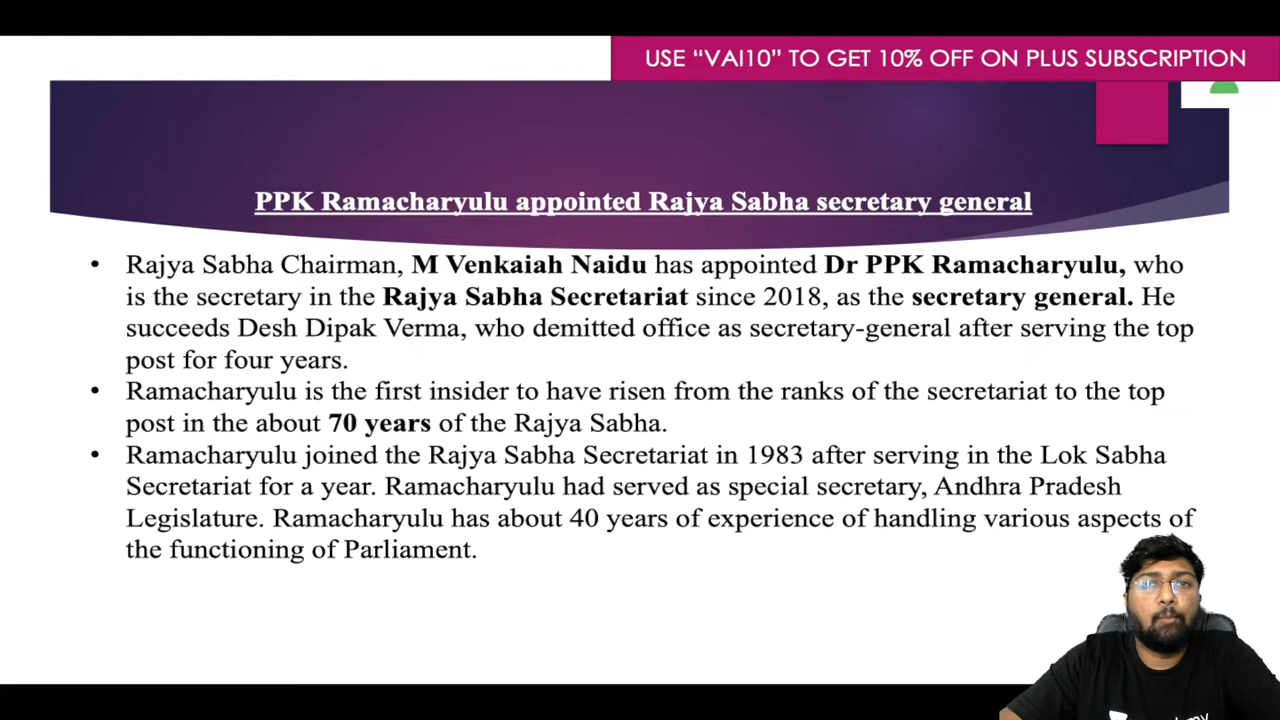 USE “VAI10” TO GET 10% OFF ON PLUS SUBSCRIPTION
PPK Ramacharyulu appointed Rajya Sabha secretary general
• Rajya Sabha Chairman, M Venkaiah Naidu has appointed Dr PPK Ramacharyulu, who
is the secretary in the Rajya Sabha Secretariat since 2018, as the secretary general. He
succeeds Desh Dipak Verma, who demitted office as secretary-general after serving the top
post for four years.
• Ramacharyulu is the first insider to have risen from the ranks of the secretariat to the top
post in the about 70 years of the Rajya Sabha.
• Ramacharyulu joined the Rajya Sabha Secretariat in 1983 after serving in the Lok Sabha
Secretariat for a year. Ramacharyulu had served as special secretary, Andhra Pradesh
Legislature. Ramacharyulu has about 40 years of experience of handling various aspects of
the functioning of Parliament.